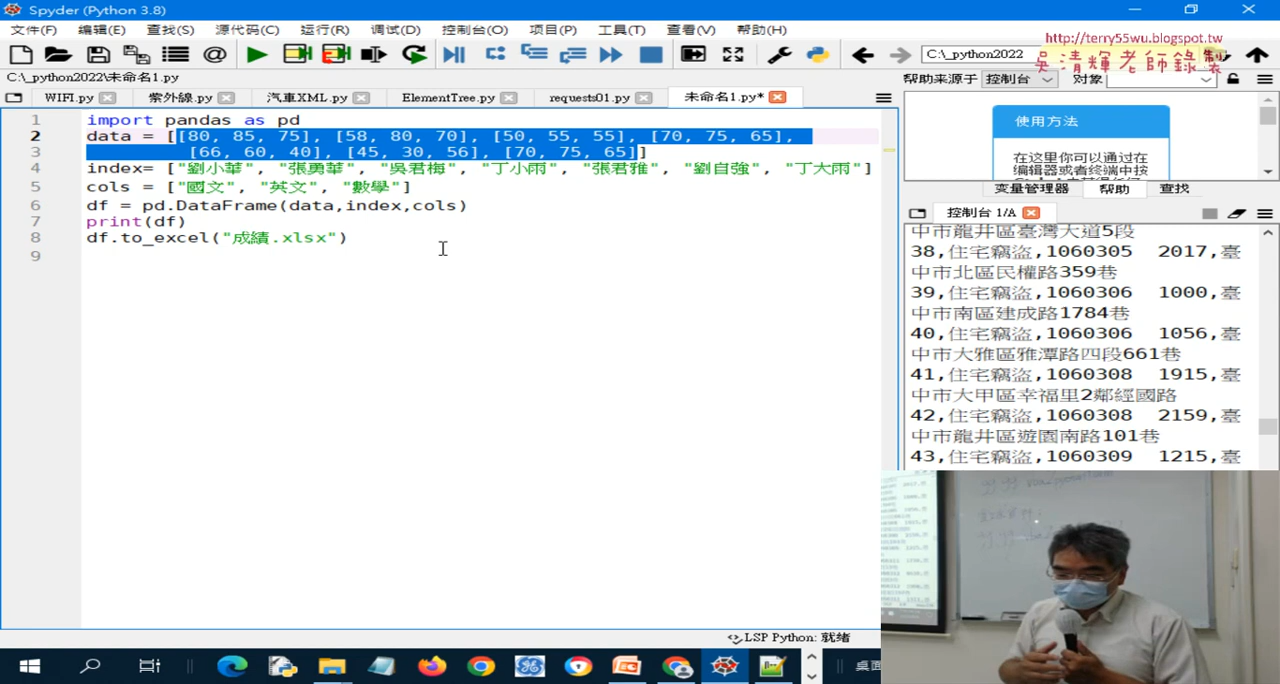 Spyder (Python 3.8)
文件(F) 编辑(E) 查找(S) 源代码(C) 运行(R) 调试(D) 控制台(O) 项目(P) 工具(T) 查看(V) 帮助(H)
http://terry55wu.blogspot.tw
吳清輝老師錄製
C:\_python2022
C:\_python2022\未命名1.py
帮助来源于 控制台 对象
WIFI.py 紫外線.py 汽車XML.py ElementTree.py requests01.py 未命名1.py*
1 import pandas as pd
2 data = [[80, 85, 75], [58, 80, 70], [50, 55, 55], [70, 75, 65],
3 [66, 60, 40], [45, 30, 56], [70, 75, 65]]
4 index= ["劉小華", "張勇華", "吳君梅", "丁小雨", "張君雅", "劉自強", "丁大雨"]
5 cols = ["國文", "英文", "數學"]
6 df = pd.DataFrame(data,index,cols)
7 print(df)
8 df.to_excel("成績.xlsx")
9
使用方法
在这里你可以通过在
编辑器或者终端中按
变量管理器 帮助 查找
控制台 1/A
中市龍井區臺灣大道5段
38,住宅竊盜,1060305 2017,臺
中市北區民權路359巷
39,住宅竊盜,1060306 1000,臺
中市南區建成路1784巷
40,住宅竊盜,1060306 1056,臺
中市大雅區雅潭路四段661巷
41,住宅竊盜,1060308 1915,臺
中市大甲區幸福里2鄰經國路
42,住宅竊盜,1060308 2159,臺
中市龍井區遊園南路101巷
43,住宅竊盜,1060309 1215,臺
LSP Python: 就绪
桌面